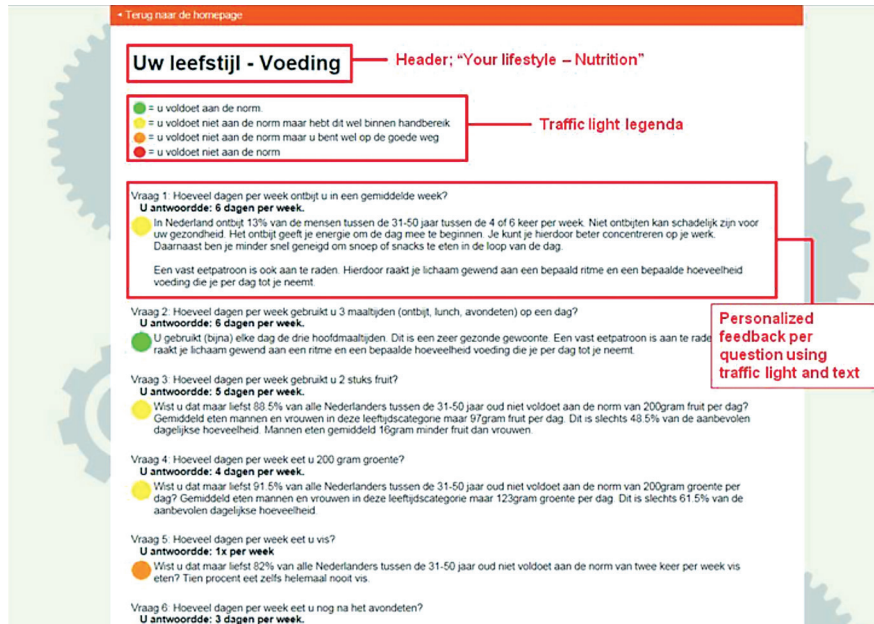 ◂ Terug naar de homepage
Uw leefstijl - Voeding
Header; “Your lifestyle – Nutrition”
= u voldoet aan de norm.
= u voldoet niet aan de norm maar hebt dit wel binnen handbereik
= u voldoet niet aan de norm maar u bent wel op de goede weg
= u voldoet niet aan de norm
Traffic light legenda
Vraag 1: Hoeveel dagen per week ontbijt u in een gemiddelde week?
U antwoordde: 6 dagen per week.
In Nederland ontbijt 13% van de mensen tussen de 31-50 jaar tussen de 4 of 6 keer per week. Niet ontbijten kan schadelijk zijn voor
uw gezondheid. Het ontbijt geeft je energie om de dag mee te beginnen. Je kunt je hierdoor beter concentreren op je werk.
Daarnaast ben je minder snel geneigd om snoep of snacks te eten in de loop van de dag.
Een vast eetpatroon is ook aan te raden. Hierdoor raakt je lichaam gewend aan een bepaald ritme en een bepaalde hoeveelheid
voeding die je per dag tot je neemt.
Vraag 2: Hoeveel dagen per week gebruikt u 3 maaltijden (ontbijt, lunch, avondeten) op een dag?
U antwoordde: 6 dagen per week.
U gebruikt (bijna) elke dag de drie hoofdmaaltijden. Dit is een zeer gezonde gewoonte. Een vast eetpatroon is aan te rade
raakt je lichaam gewend aan een ritme en een bepaalde hoeveelheid voeding die je per dag tot je neemt.
Personalized
feedback per
question using
traffic light and text
Vraag 3: Hoeveel dagen per week gebruikt u 2 stuks fruit?
U antwoordde: 5 dagen per week.
Wist u dat maar liefst 88.5% van alle Nederlanders tussen de 31-50 jaar oud niet voldoet aan de norm van 200gram fruit per dag?
Gemiddeld eten mannen en vrouwen in deze leeftijdscategorie maar 97gram fruit per dag. Dit is slechts 48.5% van de aanbevolen
dagelijkse hoeveelheid. Mannen eten gemiddeld 16gram minder fruit dan vrouwen.
Vraag 4: Hoeveel dagen per week eet u 200 gram groente?
U antwoordde: 4 dagen per week.
Wist u dat maar liefst 91.5% van alle Nederlanders tussen de 31-50 jaar oud niet voldoet aan de norm van 200gram groente per
dag? Gemiddeld eten mannen en vrouwen in deze leeftijdscategorie maar 123gram groente per dag. Dit is slechts 61.5% van de
aanbevolen dagelijkse hoeveelheid.
Vraag 5: Hoeveel dagen per week eet u vis?
U antwoordde: 1x per week
Wist u dat maar liefst 82% van alle Nederlanders tussen de 31-50 jaar oud niet voldoet aan de norm van twee keer per week vis
eten? Tien procent eet zelfs helemaal nooit vis.
Vraag 6: Hoeveel dagen per week eet u nog na het avondeten?
U antwoordde: 3 dagen per week.